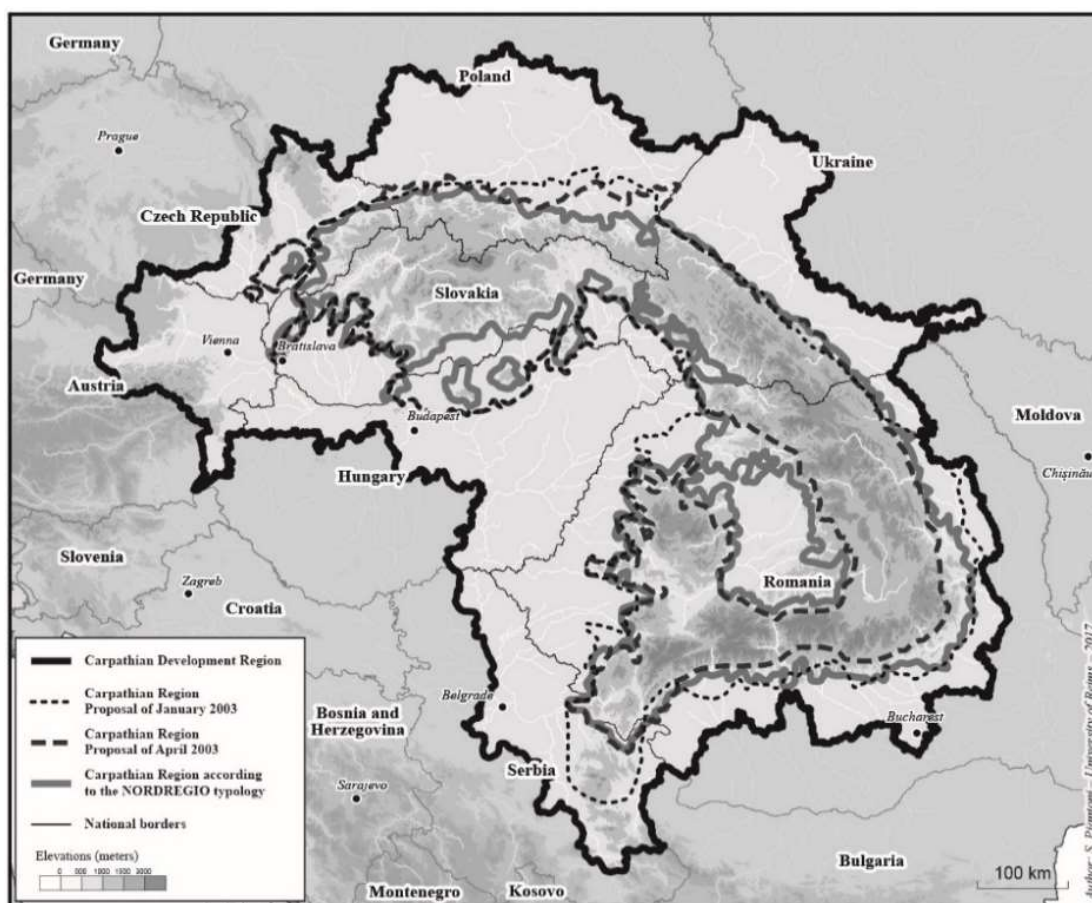 Germany
Poland
Prague
Ukraine
Czech Republic
Germany
Slovakia
Vienna
Bratislava
Austria
Budapest
Moldova
Chișinău
Hungary
Slovenia
Romania
Zagreb
Croatia
Carpathian Development Region
Carpathian Region
Proposal of January 2003
Carpathian Region
Proposal of April 2003
Carpathian Region according
to the NORDREGIO typology
National borders
Elevations (meters)
Belgrade
Bucharest
Bosnia and
Herzegovina
Serbia
Sarajevo
Bulgaria
100 km
Montenegro
Kosovo